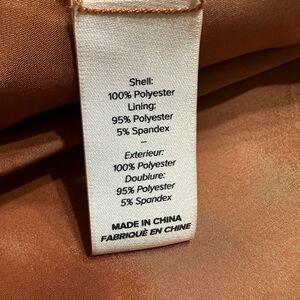 Shell:
100% Polyester
Lining:
95% Polyester
5% Spandex
–
Exterieur:
100% Polyester
Doublure:
95% Polyester
5% Spandex
MADE IN CHINA
FABRIQUÉ EN CHINE